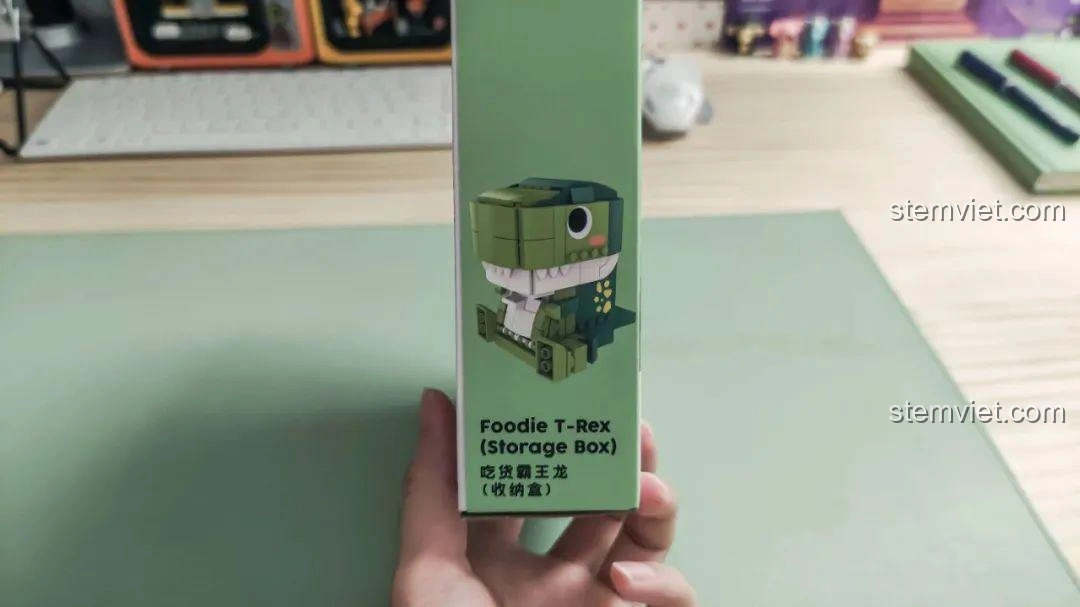 stemviet.com
stemviet.com
Foodie T-Rex
(Storage Box)
吃货霸王龙
（收纳盒）